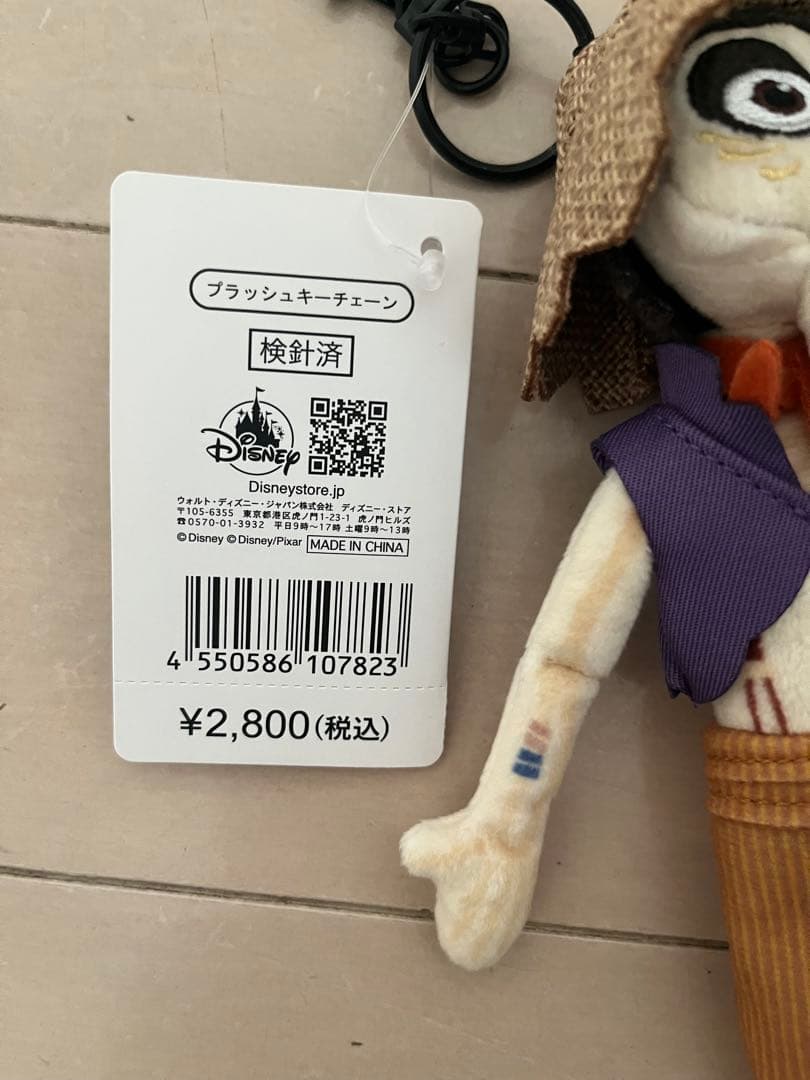 プラッシュキーチェーン
検針済
Disney
Disneystore.jp
ウォルト・ディズニー・ジャパン株式会社 ディズニー・ストア
〒105-6355 東京都港区虎ノ門1-23-1 虎ノ門ヒルズ
☎0570-01-3932 平日9時〜17時 土曜9時〜13時
©Disney ©Disney/Pixar MADE IN CHINA
4 550586 107823
¥2,800(税込)